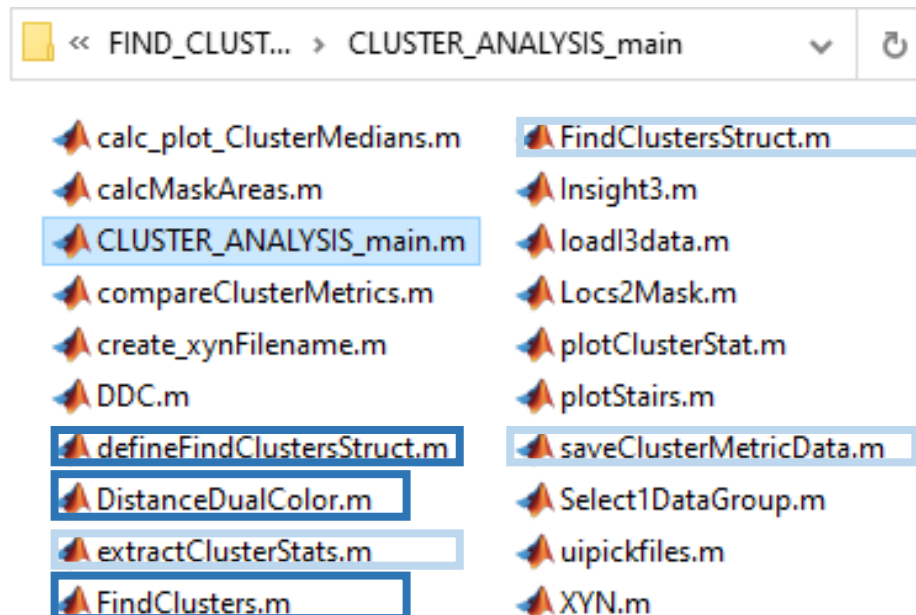 « FIND_CLUST... > CLUSTER_ANALYSIS_main
calc_plot_ClusterMedians.m
calcMaskAreas.m
CLUSTER_ANALYSIS_main.m
compareClusterMetrics.m
create_xynFilename.m
DDC.m
defineFindClustersStruct.m
DistanceDualColor.m
extractClusterStats.m
FindClusters.m
FindClustersStruct.m
Insight3.m
loadI3data.m
Locs2Mask.m
plotClusterStat.m
plotStairs.m
saveClusterMetricData.m
Select1DataGroup.m
uipickfiles.m
XYN.m